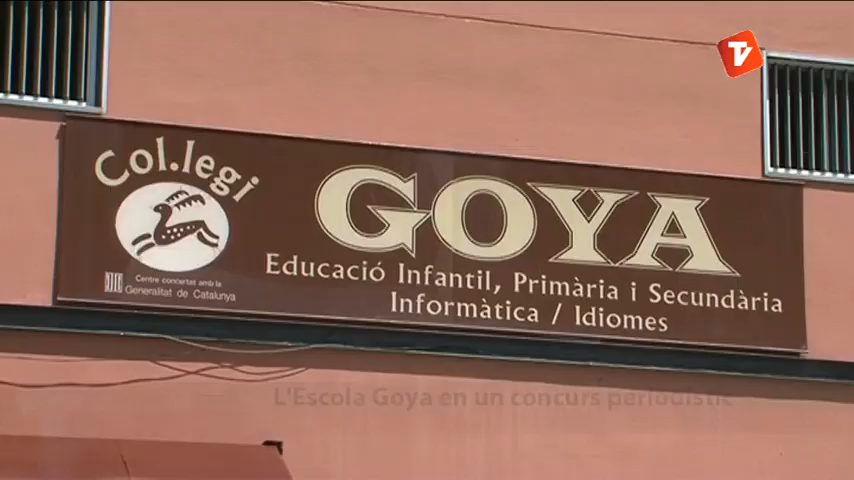 TV
Col.legi
GOYA
Educació Infantil, Primària i Secundària
Informàtica / Idiomes
Centre concertat amb la
Generalitat de Catalunya
L'Escola Goya en un concurs periodístic